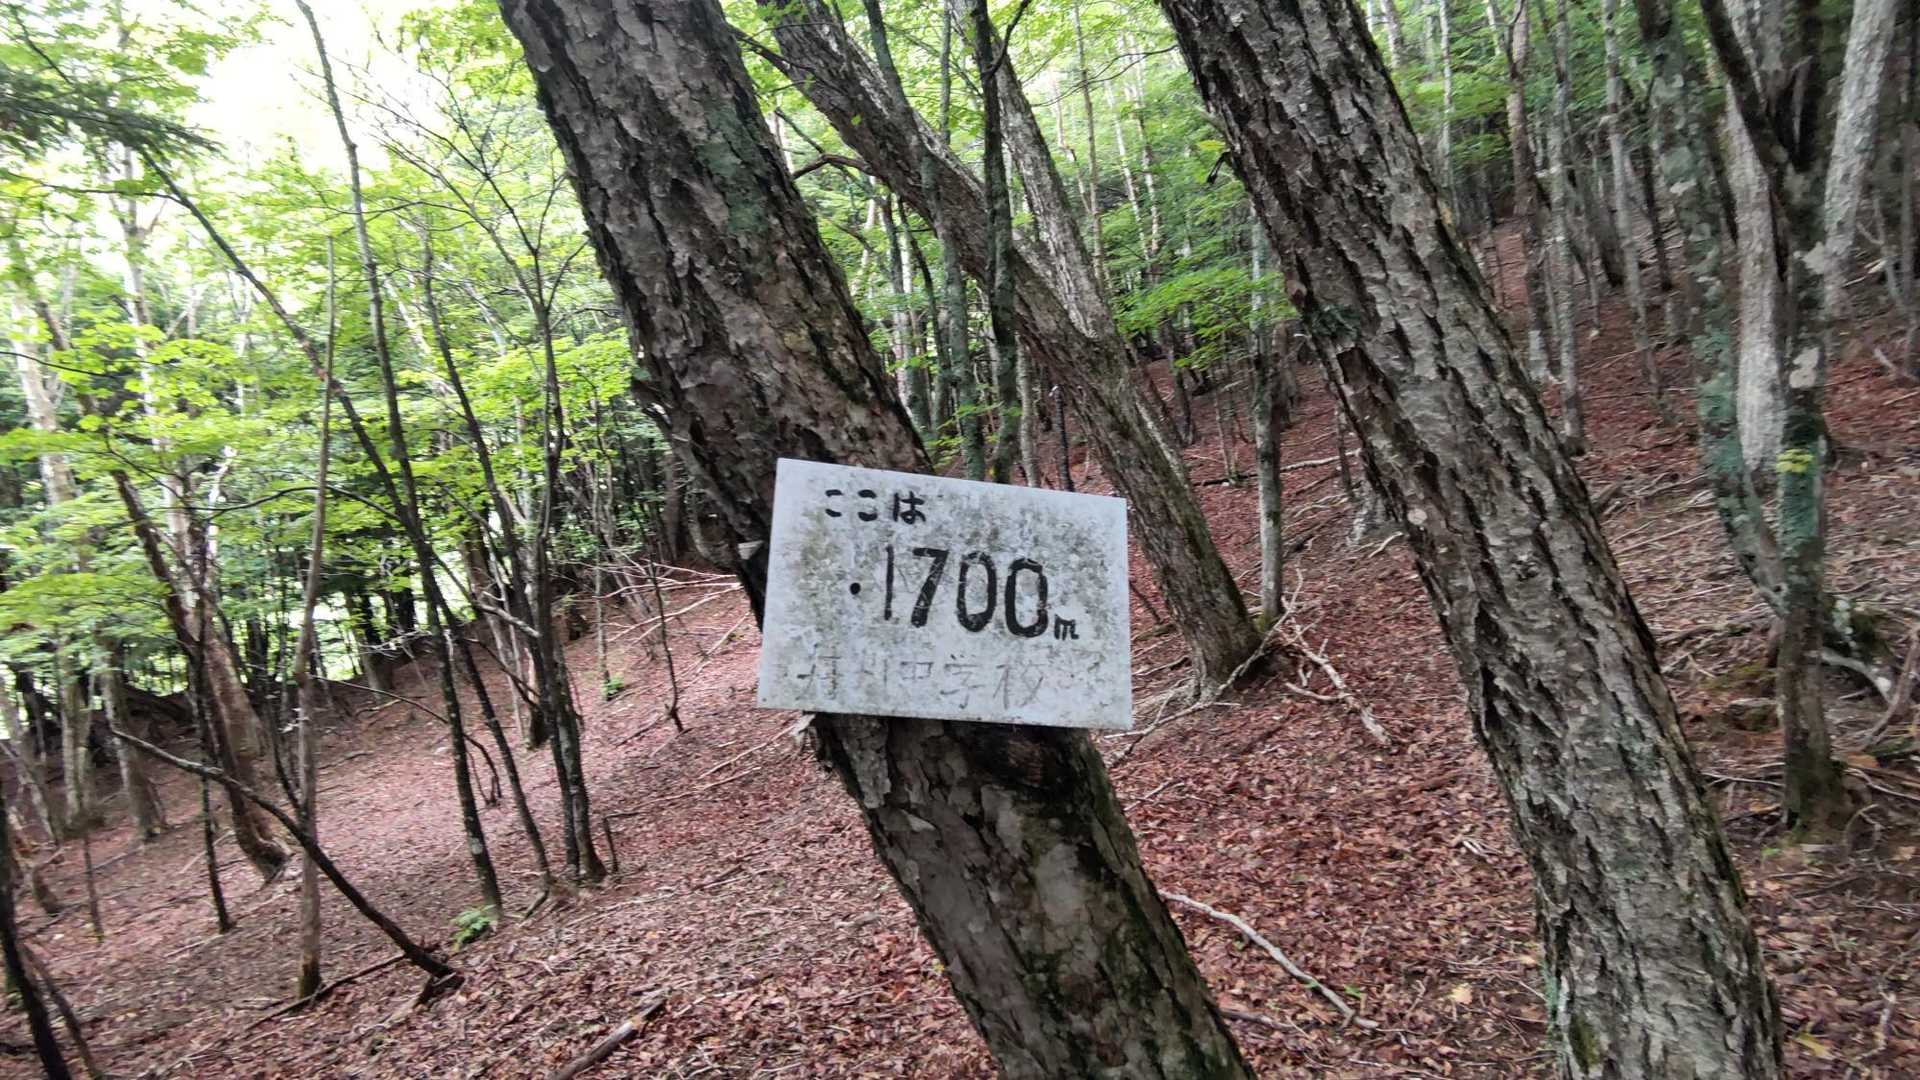 ここは
・1700m
中学校